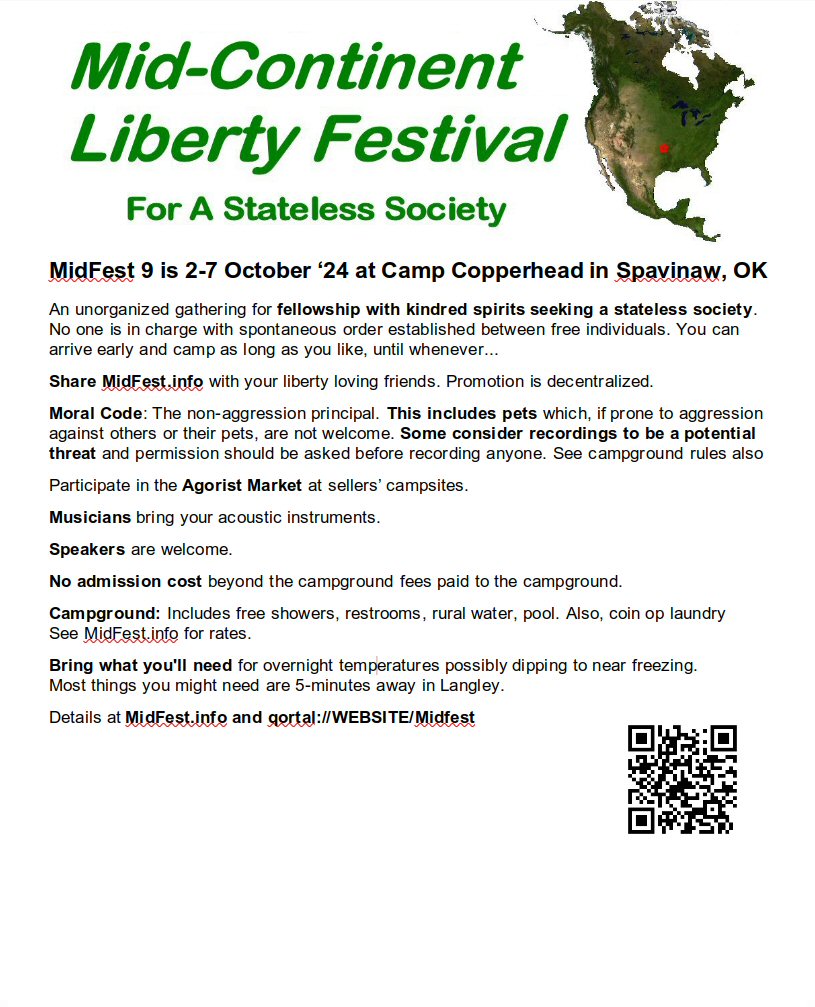 Mid-Continent
Liberty Festival
For A Stateless Society
MidFest 9 is 2-7 October ‘24 at Camp Copperhead in Spavinaw, OK
An unorganized gathering for fellowship with kindred spirits seeking a stateless society.
No one is in charge with spontaneous order established between free individuals. You can
arrive early and camp as long as you like, until whenever...
Share MidFest.info with your liberty loving friends. Promotion is decentralized.
Moral Code: The non-aggression principal. This includes pets which, if prone to aggression
against others or their pets, are not welcome. Some consider recordings to be a potential
threat and permission should be asked before recording anyone. See campground rules also
Participate in the Agorist Market at sellers’ campsites.
Musicians bring your acoustic instruments.
Speakers are welcome.
No admission cost beyond the campground fees paid to the campground.
Campground: Includes free showers, restrooms, rural water, pool. Also, coin op laundry
See MidFest.info for rates.
Bring what you'll need for overnight temperatures possibly dipping to near freezing.
Most things you might need are 5-minutes away in Langley.
Details at MidFest.info and qortal://WEBSITE/Midfest